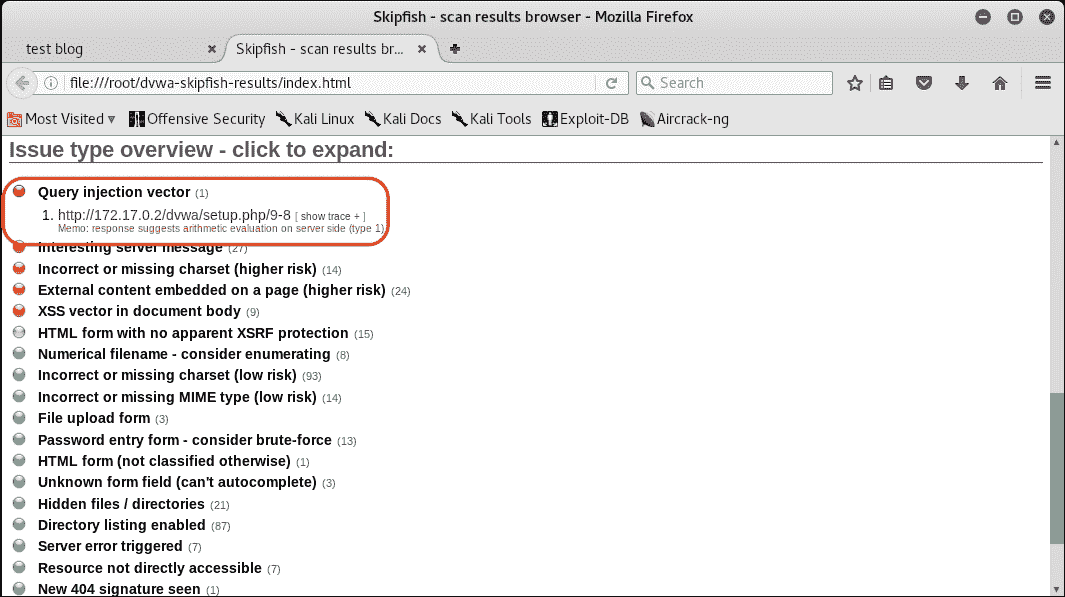 Skipfish - scan results browser - Mozilla Firefox
test blog
Skipfish - scan results br...
file:///root/dvwa-skipfish-results/index.html
Search
Most Visited
Offensive Security
Kali Linux
Kali Docs
Kali Tools
Exploit-DB
Aircrack-ng
Issue type overview - click to expand:
Query injection vector (1)
1. http://172.17.0.2/dvwa/setup.php/9-8 [ show trace + ]
Memo: response suggests arithmetic evaluation on server side (type 1)
Interesting server message (27)
Incorrect or missing charset (higher risk) (14)
External content embedded on a page (higher risk) (24)
XSS vector in document body (9)
HTML form with no apparent XSRF protection (15)
Numerical filename - consider enumerating (8)
Incorrect or missing charset (low risk) (93)
Incorrect or missing MIME type (low risk) (14)
File upload form (3)
Password entry form - consider brute-force (13)
HTML form (not classified otherwise) (1)
Unknown form field (can't autocomplete) (3)
Hidden files / directories (21)
Directory listing enabled (87)
Server error triggered (7)
Resource not directly accessible (7)
New 404 signature seen (1)